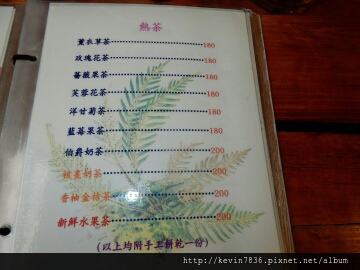 熱茶
薰衣草茶 180
玫瑰花茶 180
薔薇果茶 180
芙蓉花茶 180
洋甘菊茶 180
藍莓果茶 180
伯爵奶茶 200
桂圓奶茶 200
香柚金桔茶 200
新鮮水果茶 200
(以上均附手工餅乾一份)
http://kevin7836.pixnet.net/album